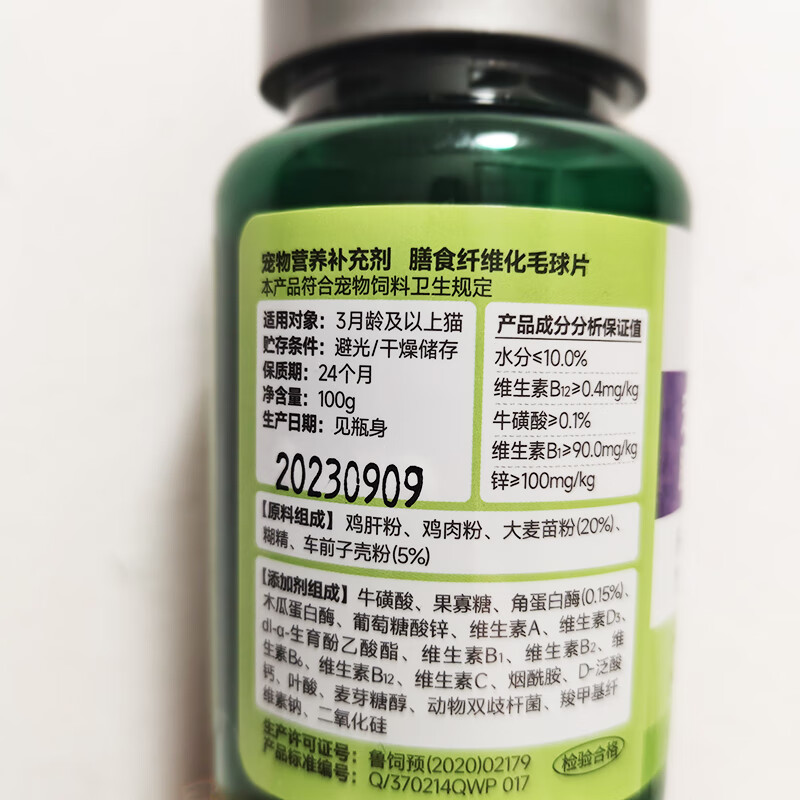 宠物营养补充剂 膳食纤维化毛球片
本产品符合宠物饲料卫生规定
适用对象：3月龄及以上猫
贮存条件：避光/干燥储存
保质期：24个月
净含量：100g
生产日期：见瓶身
20230909
产品成分分析保证值
水分≤10.0%
维生素B₁₂≥0.4mg/kg
牛磺酸≥0.1%
维生素B₁≥90.0mg/kg
锌≥100mg/kg
【原料组成】鸡肝粉、鸡肉粉、大麦苗粉(20%)、
糊精、车前子壳粉(5%)
【添加剂组成】牛磺酸、果寡糖、角蛋白酶(0.15%)、
木瓜蛋白酶、葡萄糖酸锌、维生素A、维生素D₃、
dl-α-生育酚乙酸酯、维生素B₁、维生素B₂、维
生素B₆、维生素B₁₂、维生素C、烟酰胺、D-泛酸
钙、叶酸、麦芽糖醇、动物双歧杆菌、羧甲基纤
维素钠、二氧化硅
生产许可证号：鲁饲预(2020)02179
产品标准编号：Q/370214QWP 017
检验合格